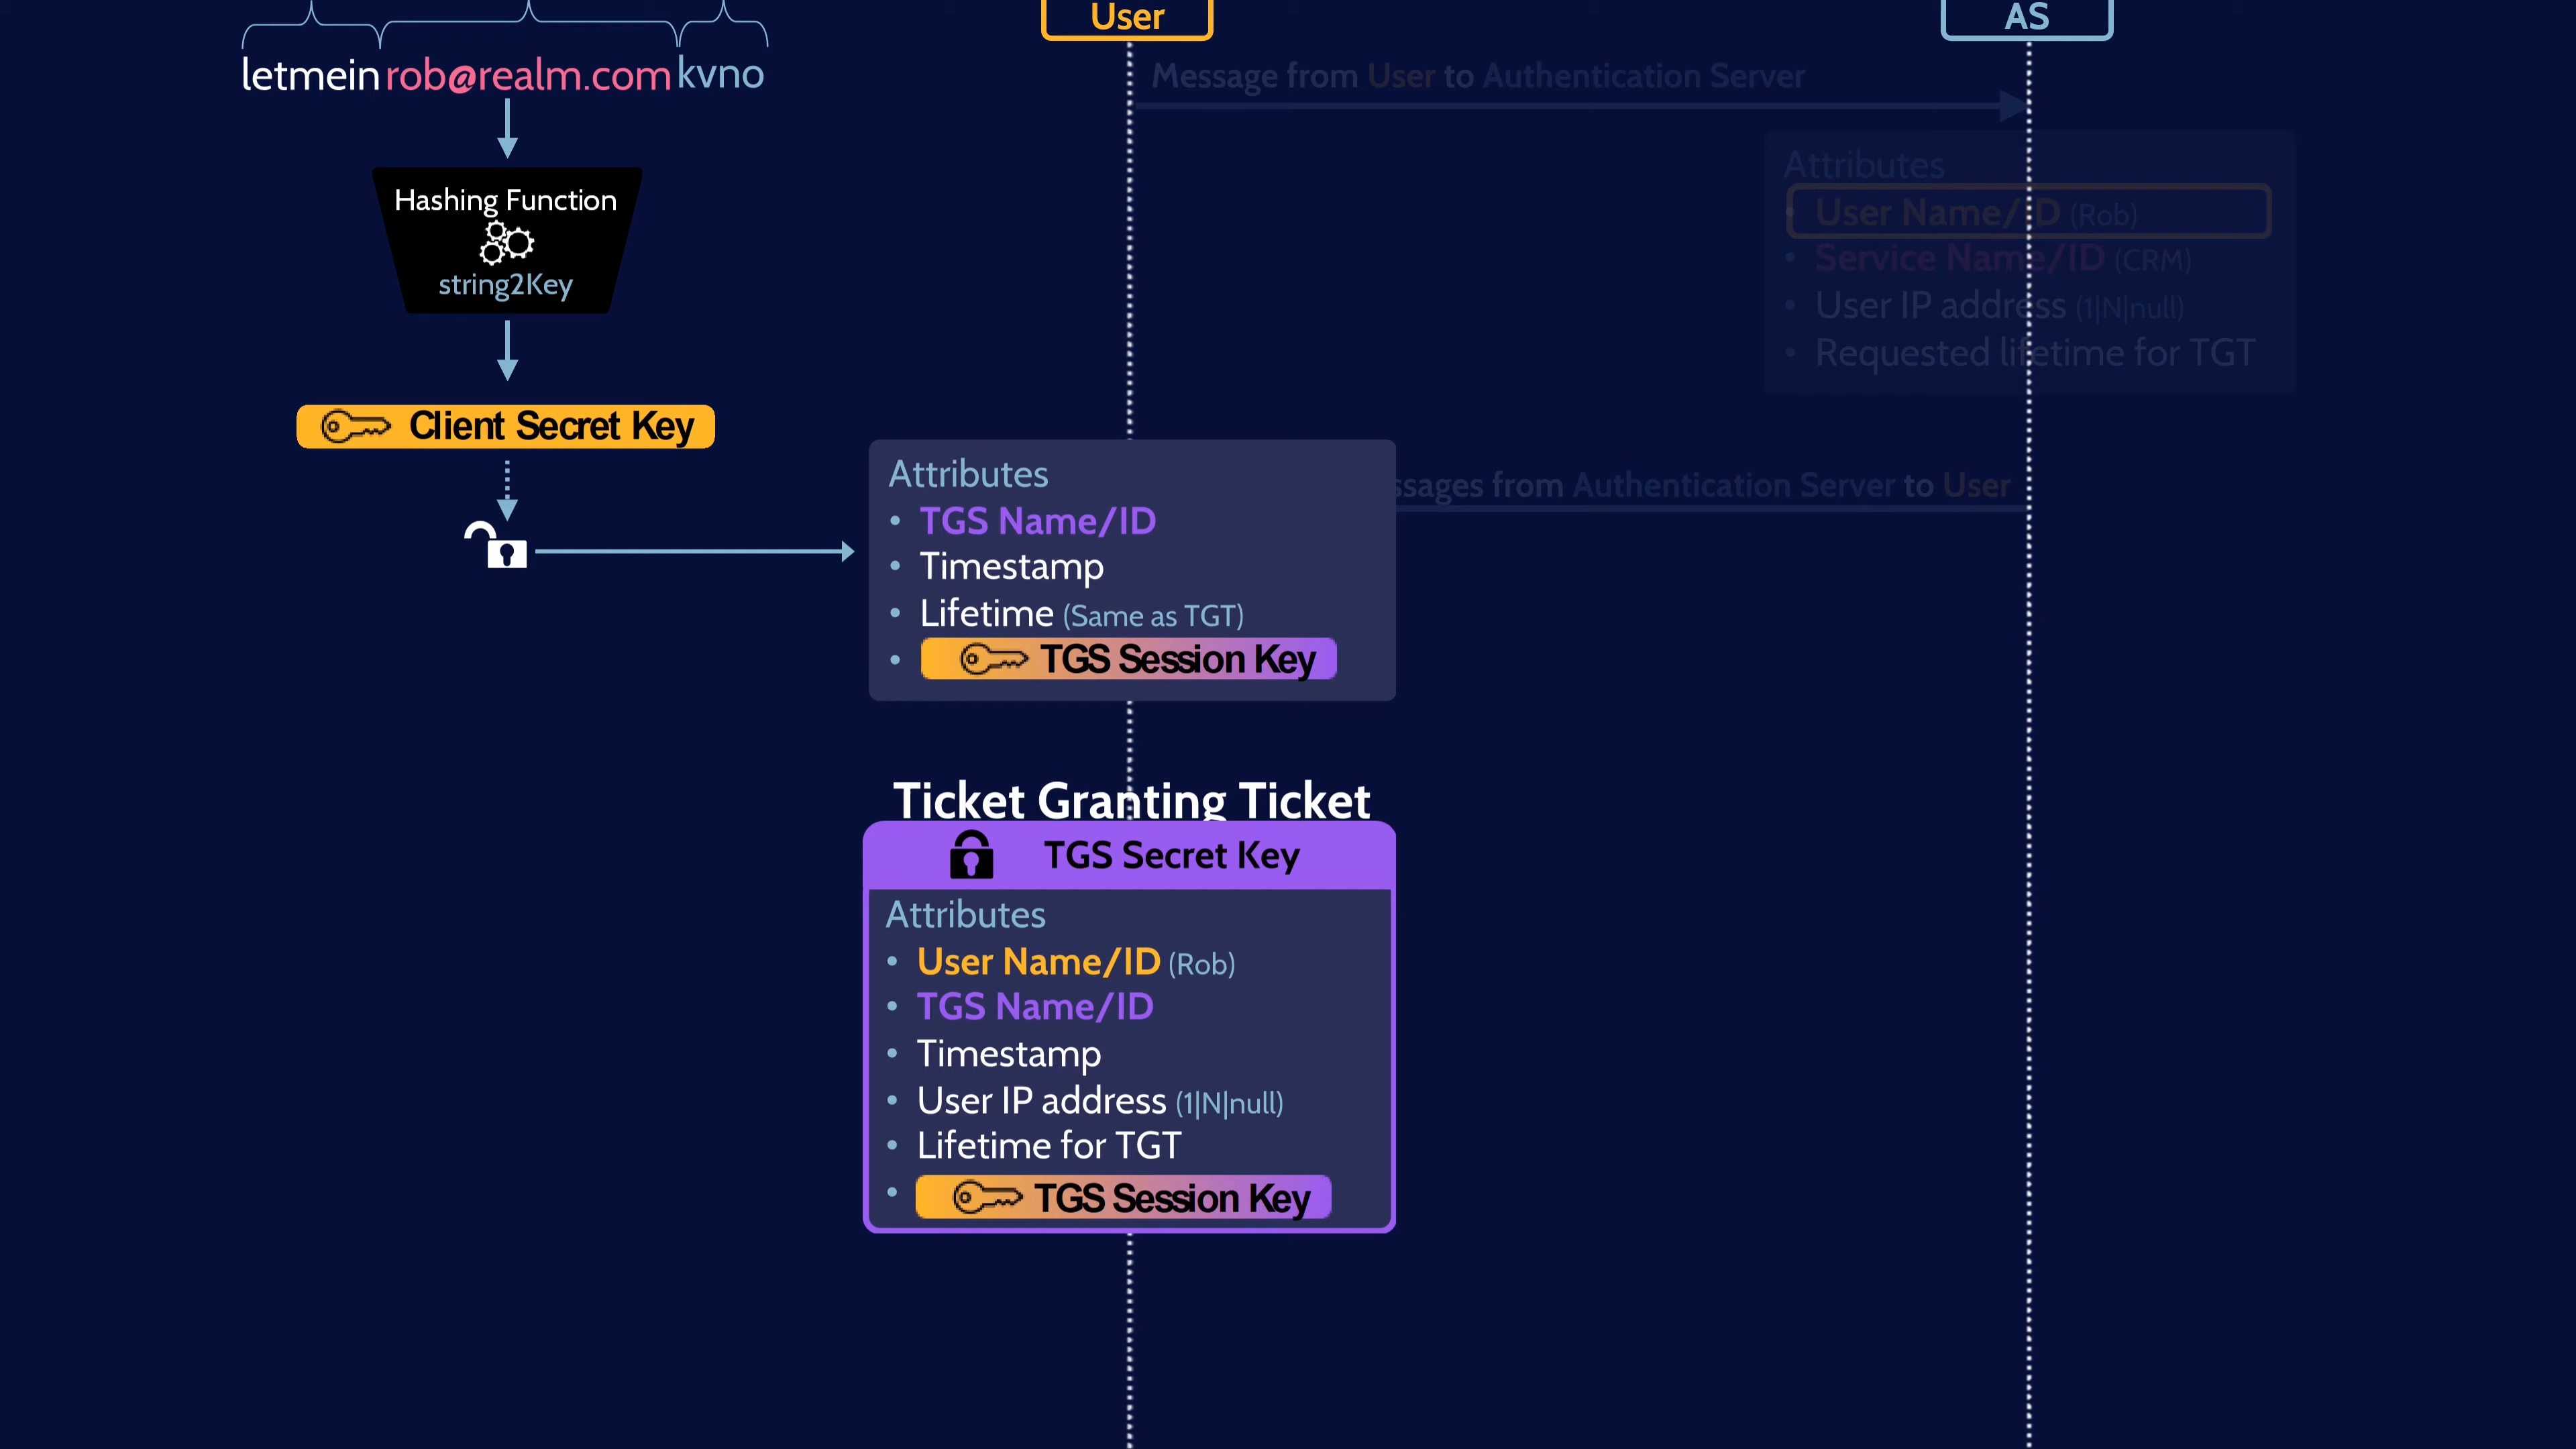 User
AS
letmein rob@realm.com kvno
Message from User to Authentication Server
Hashing Function
string2Key
Attributes
• User Name/ID (Rob)
• Service Name/ID (CRM)
• User IP address (1|N|null)
• Requested lifetime for TGT
Client Secret Key
ssages from Authentication Server to User
Attributes
• TGS Name/ID
• Timestamp
• Lifetime (Same as TGT)
• TGS Session Key
Ticket Granting Ticket
TGS Secret Key
Attributes
• User Name/ID (Rob)
• TGS Name/ID
• Timestamp
• User IP address (1|N|null)
• Lifetime for TGT
• TGS Session Key